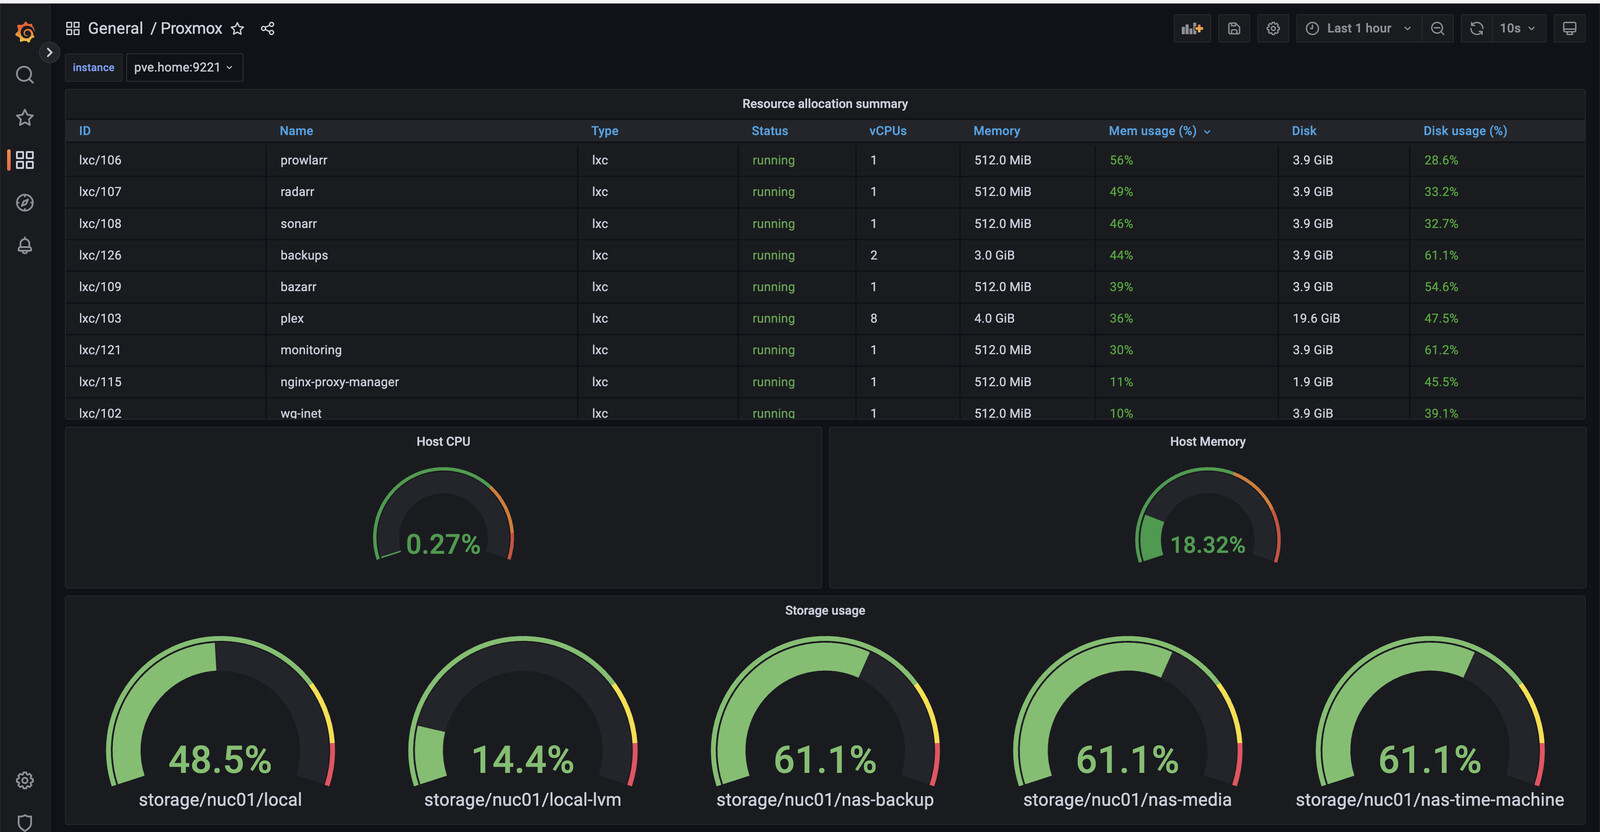 General / Proxmox
Last 1 hour 10s
instance pve.home:9221
Resource allocation summary
ID Name Type Status vCPUs Memory Mem usage (%) Disk Disk usage (%)
lxc/106 prowlarr lxc running 1 512.0 MiB 56% 3.9 GiB 28.6%
lxc/107 radarr lxc running 1 512.0 MiB 49% 3.9 GiB 33.2%
lxc/108 sonarr lxc running 1 512.0 MiB 46% 3.9 GiB 32.7%
lxc/126 backups lxc running 2 3.0 GiB 44% 3.9 GiB 61.1%
lxc/109 bazarr lxc running 1 512.0 MiB 39% 3.9 GiB 54.6%
lxc/103 plex lxc running 8 4.0 GiB 36% 19.6 GiB 47.5%
lxc/121 monitoring lxc running 1 512.0 MiB 30% 3.9 GiB 61.2%
lxc/115 nginx-proxy-manager lxc running 1 512.0 MiB 11% 1.9 GiB 45.5%
lxc/102 wg-inet lxc running 1 512.0 MiB 10% 3.9 GiB 39.1%
Host CPU
0.27%
Host Memory
18.32%
Storage usage
48.5% 14.4% 61.1% 61.1% 61.1%
storage/nuc01/local storage/nuc01/local-lvm storage/nuc01/nas-backup storage/nuc01/nas-media storage/nuc01/nas-time-machine